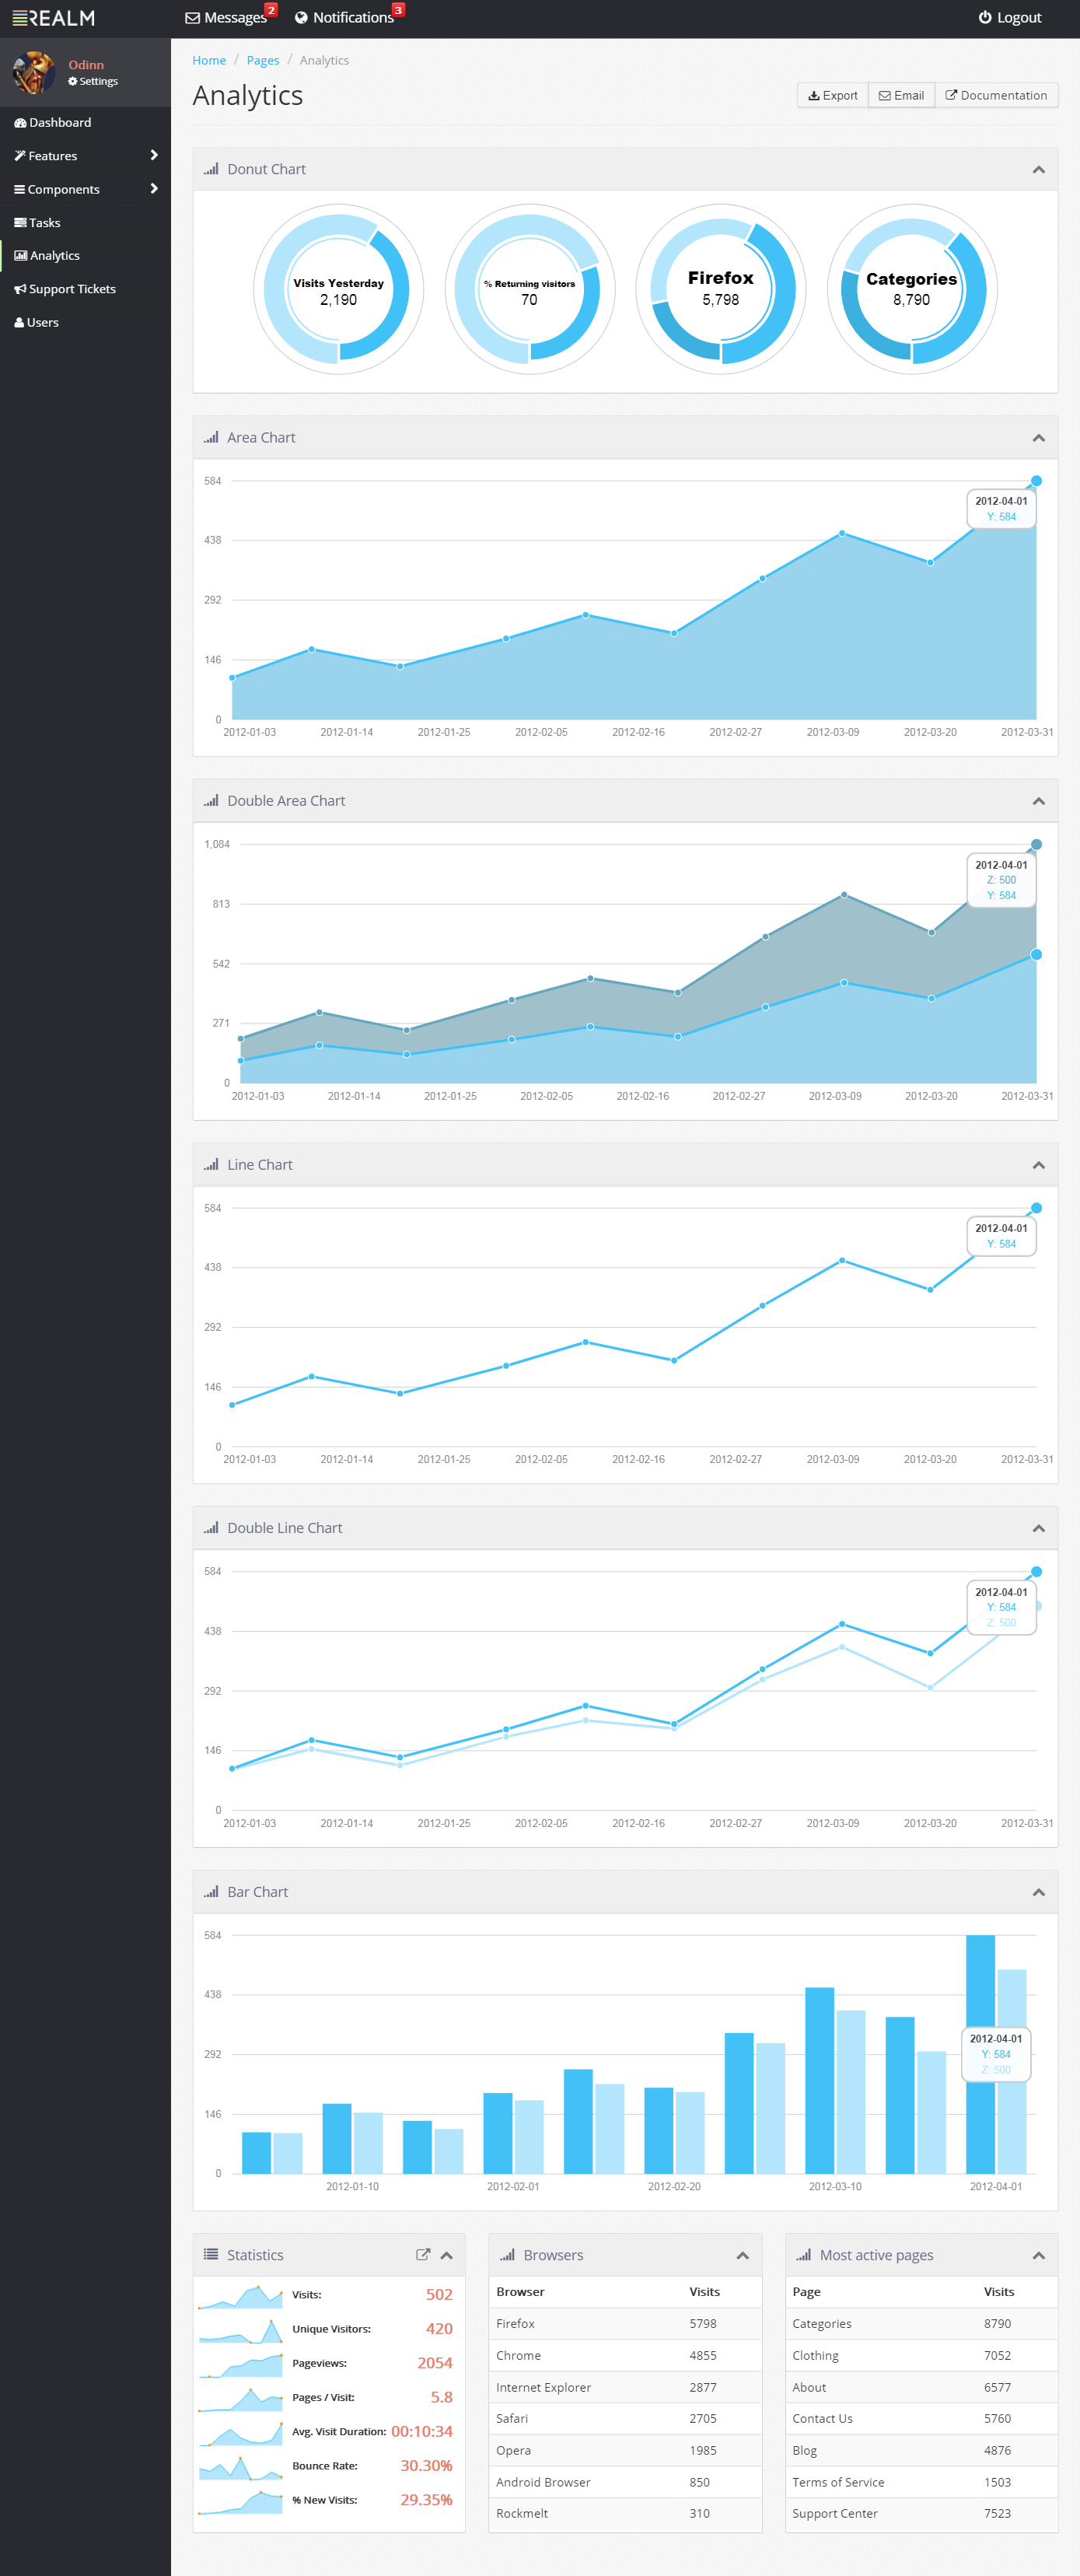 REALM
Messages 2 Notifications 3 Logout
Odinn
Settings
Dashboard
Features
Components
Tasks
Analytics
Support Tickets
Users
Home / Pages / Analytics
Analytics
Export Email Documentation
Donut Chart
Visits Yesterday
2,190
% Returning visitors
70
Firefox
5,798
Categories
8,790
Area Chart
584
438
292
146
0
2012-04-01
Y: 584
2012-01-03 2012-01-14 2012-01-25 2012-02-05 2012-02-16 2012-02-27 2012-03-09 2012-03-20 2012-03-31
Double Area Chart
1,084
813
542
271
0
2012-04-01
Z: 500
Y: 584
2012-01-03 2012-01-14 2012-01-25 2012-02-05 2012-02-16 2012-02-27 2012-03-09 2012-03-20 2012-03-31
Line Chart
584
438
292
146
0
2012-04-01
Y: 584
2012-01-03 2012-01-14 2012-01-25 2012-02-05 2012-02-16 2012-02-27 2012-03-09 2012-03-20 2012-03-31
Double Line Chart
584
438
292
146
0
2012-04-01
Y: 584
Z: 500
2012-01-03 2012-01-14 2012-01-25 2012-02-05 2012-02-16 2012-02-27 2012-03-09 2012-03-20 2012-03-31
Bar Chart
584
438
292
146
0
2012-04-01
Y: 584
Z: 500
2012-01-10 2012-02-01 2012-02-20 2012-03-10 2012-04-01
Statistics
Visits: 502
Unique Visitors: 420
Pageviews: 2054
Pages / Visit: 5.8
Avg. Visit Duration: 00:10:34
Bounce Rate: 30.30%
% New Visits: 29.35%
Browsers
Browser Visits
Firefox 5798
Chrome 4855
Internet Explorer 2877
Safari 2705
Opera 1985
Android Browser 850
Rockmelt 310
Most active pages
Page Visits
Categories 8790
Clothing 7052
About 6577
Contact Us 5760
Blog 4876
Terms of Service 1503
Support Center 7523